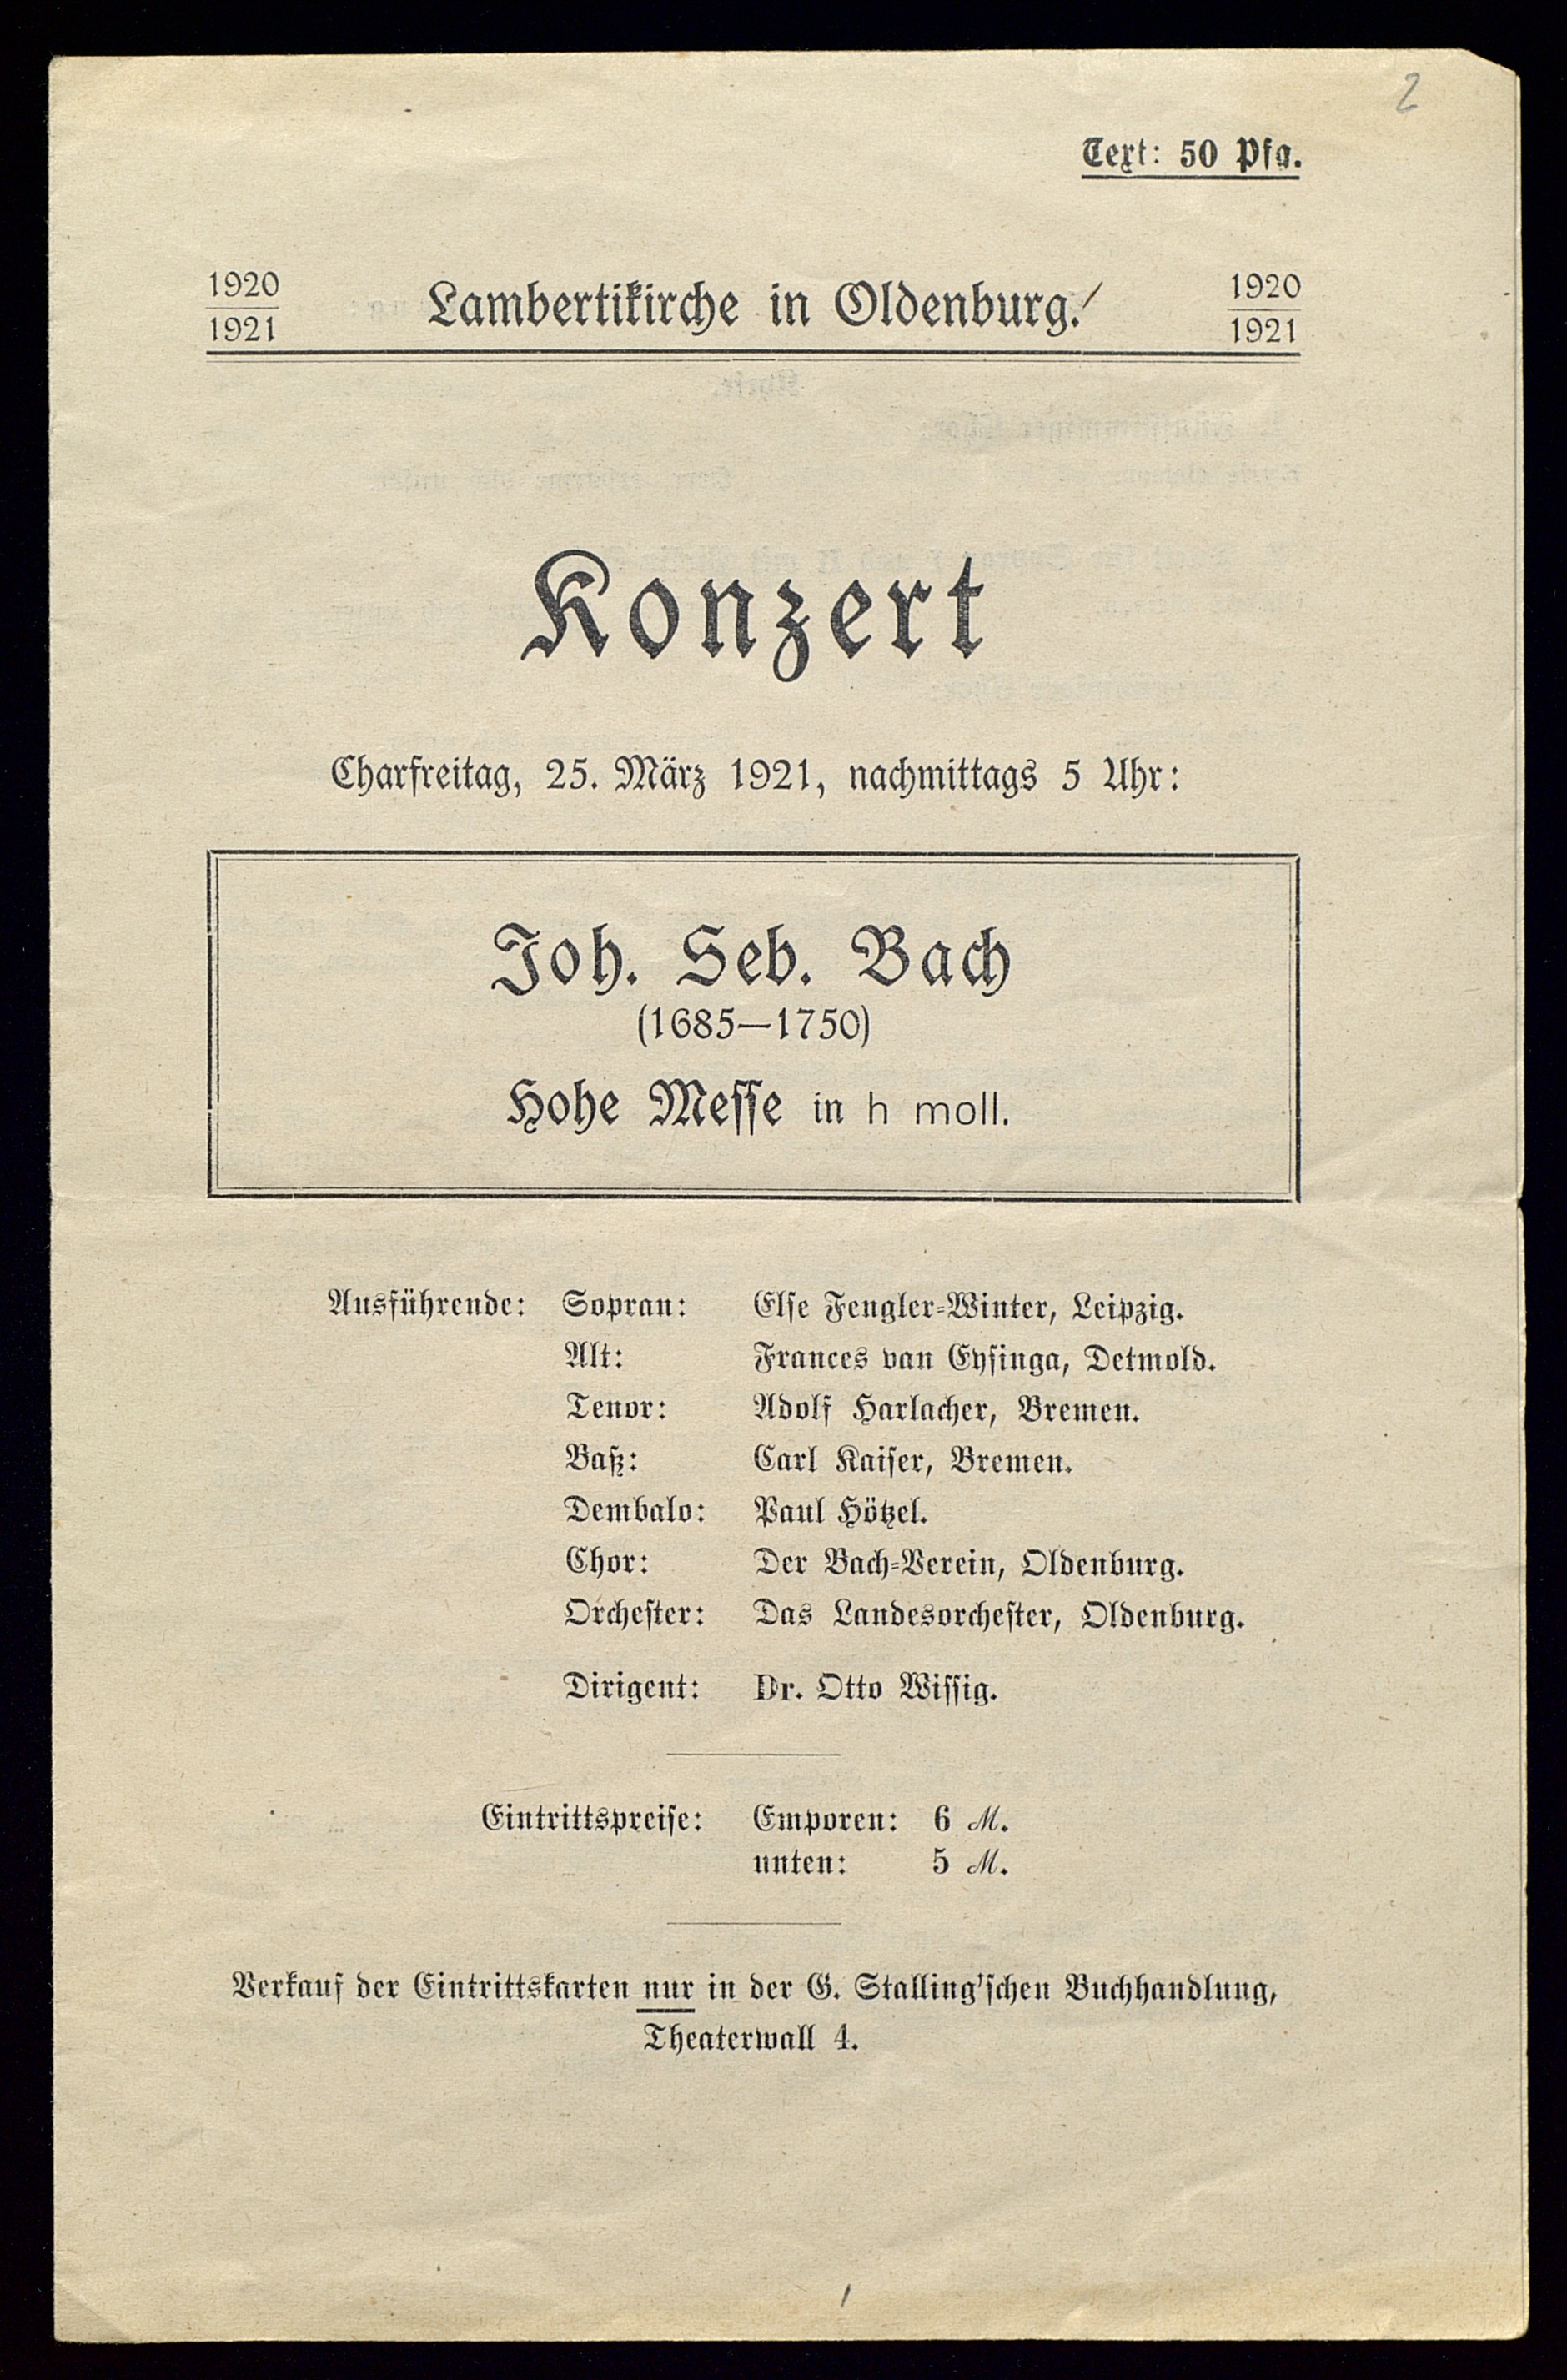 2
Text: 50 Pfg.
1920
1921
Lambertikirche in Oldenburg.
1920
1921
Konzert
Charfreitag, 25. März 1921, nachmittags 5 Uhr:
Joh. Seb. Bach
(1685—1750)
Hohe Messe in h moll.
Ausführende: Sopran: Else Fengler-Winter, Leipzig.
Alt: Frances van Eysinga, Detmold.
Tenor: Adolf Harlacher, Bremen.
Baß: Carl Kaiser, Bremen.
Dembalo: Paul Hötzel.
Chor: Der Bach-Verein, Oldenburg.
Orchester: Das Landesorchester, Oldenburg.
Dirigent: Dr. Otto Wissig.
Eintrittspreise: Emporen: 6 M.
unten: 5 M.
Verkauf der Eintrittskarten nur in der G. Stalling'schen Buchhandlung,
Theaterwall 4.